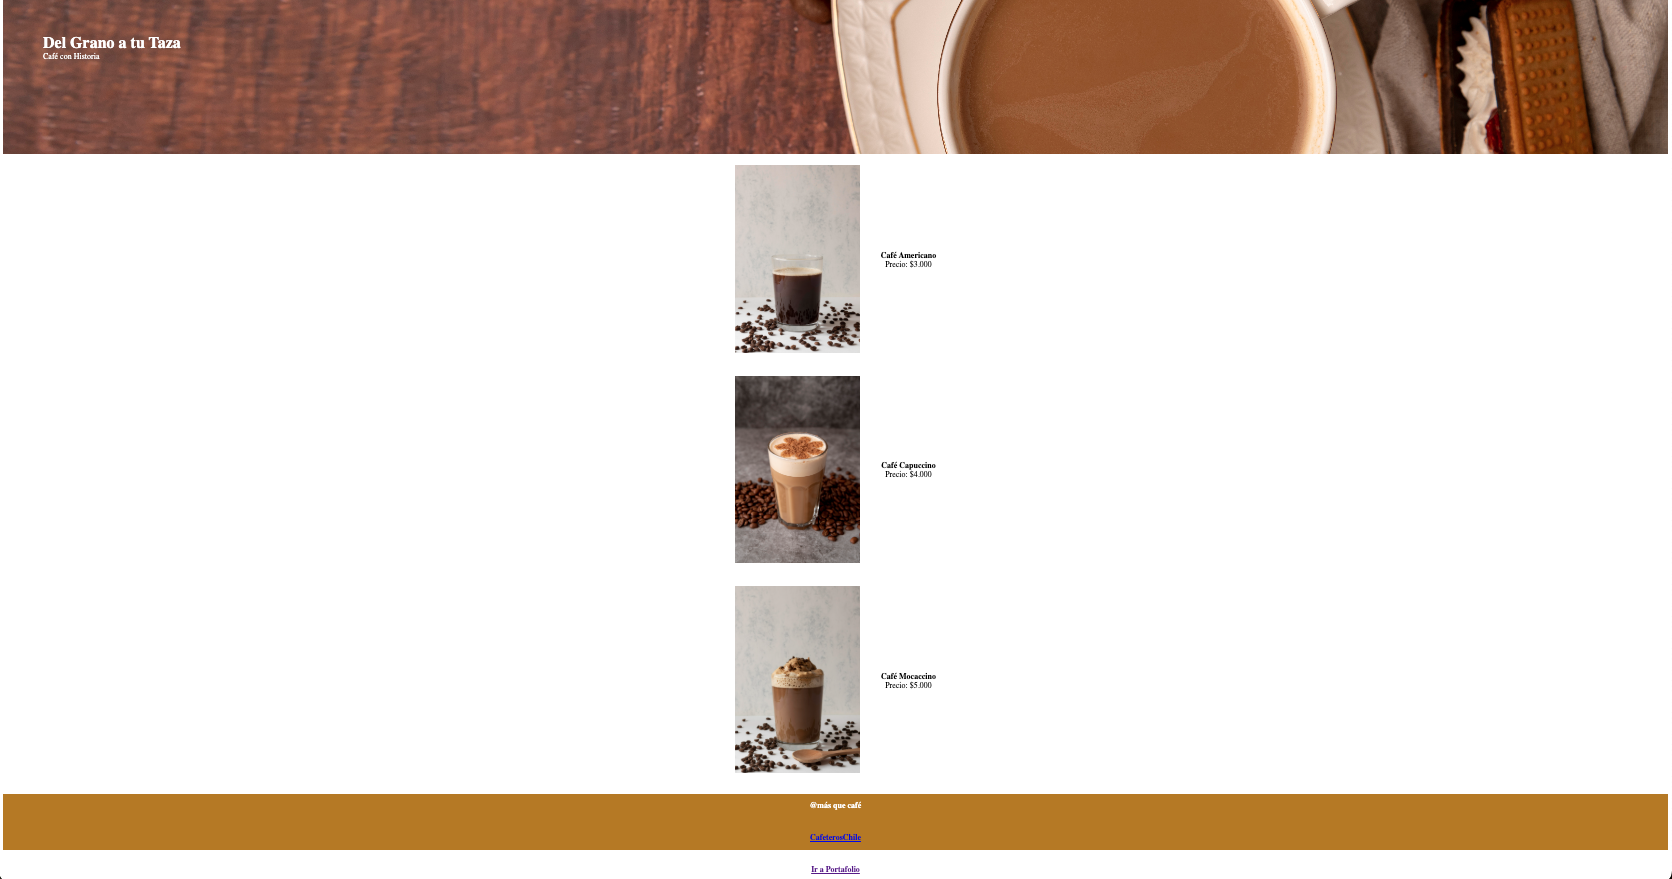 Del Grano a tu Taza
Café con Historia
Café Americano
Precio: $3.000
Café Capuccino
Precio: $4.000
Café Mocaccino
Precio: $5.000
@más que café
CafeterosChile
Ir a Portafolio